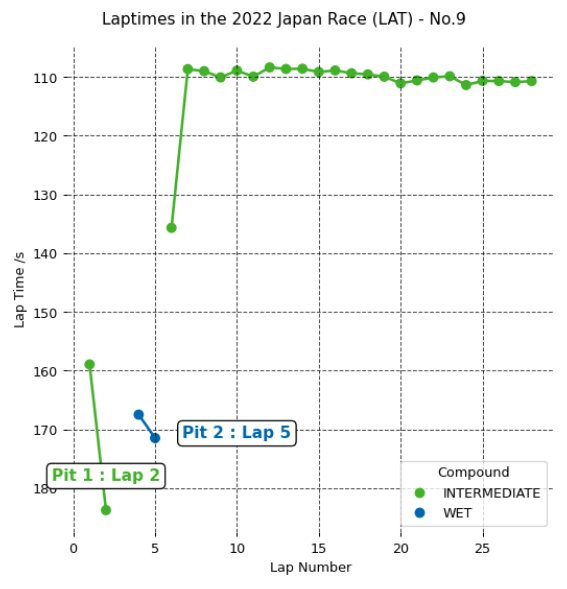 Laptimes in the 2022 Japan Race (LAT) - No.9
110
120
130
140
150
160
170
180
Lap Time /s
Pit 1 : Lap 2
Pit 2 : Lap 5
Compound
INTERMEDIATE
WET
0 5 10 15 20 25
Lap Number